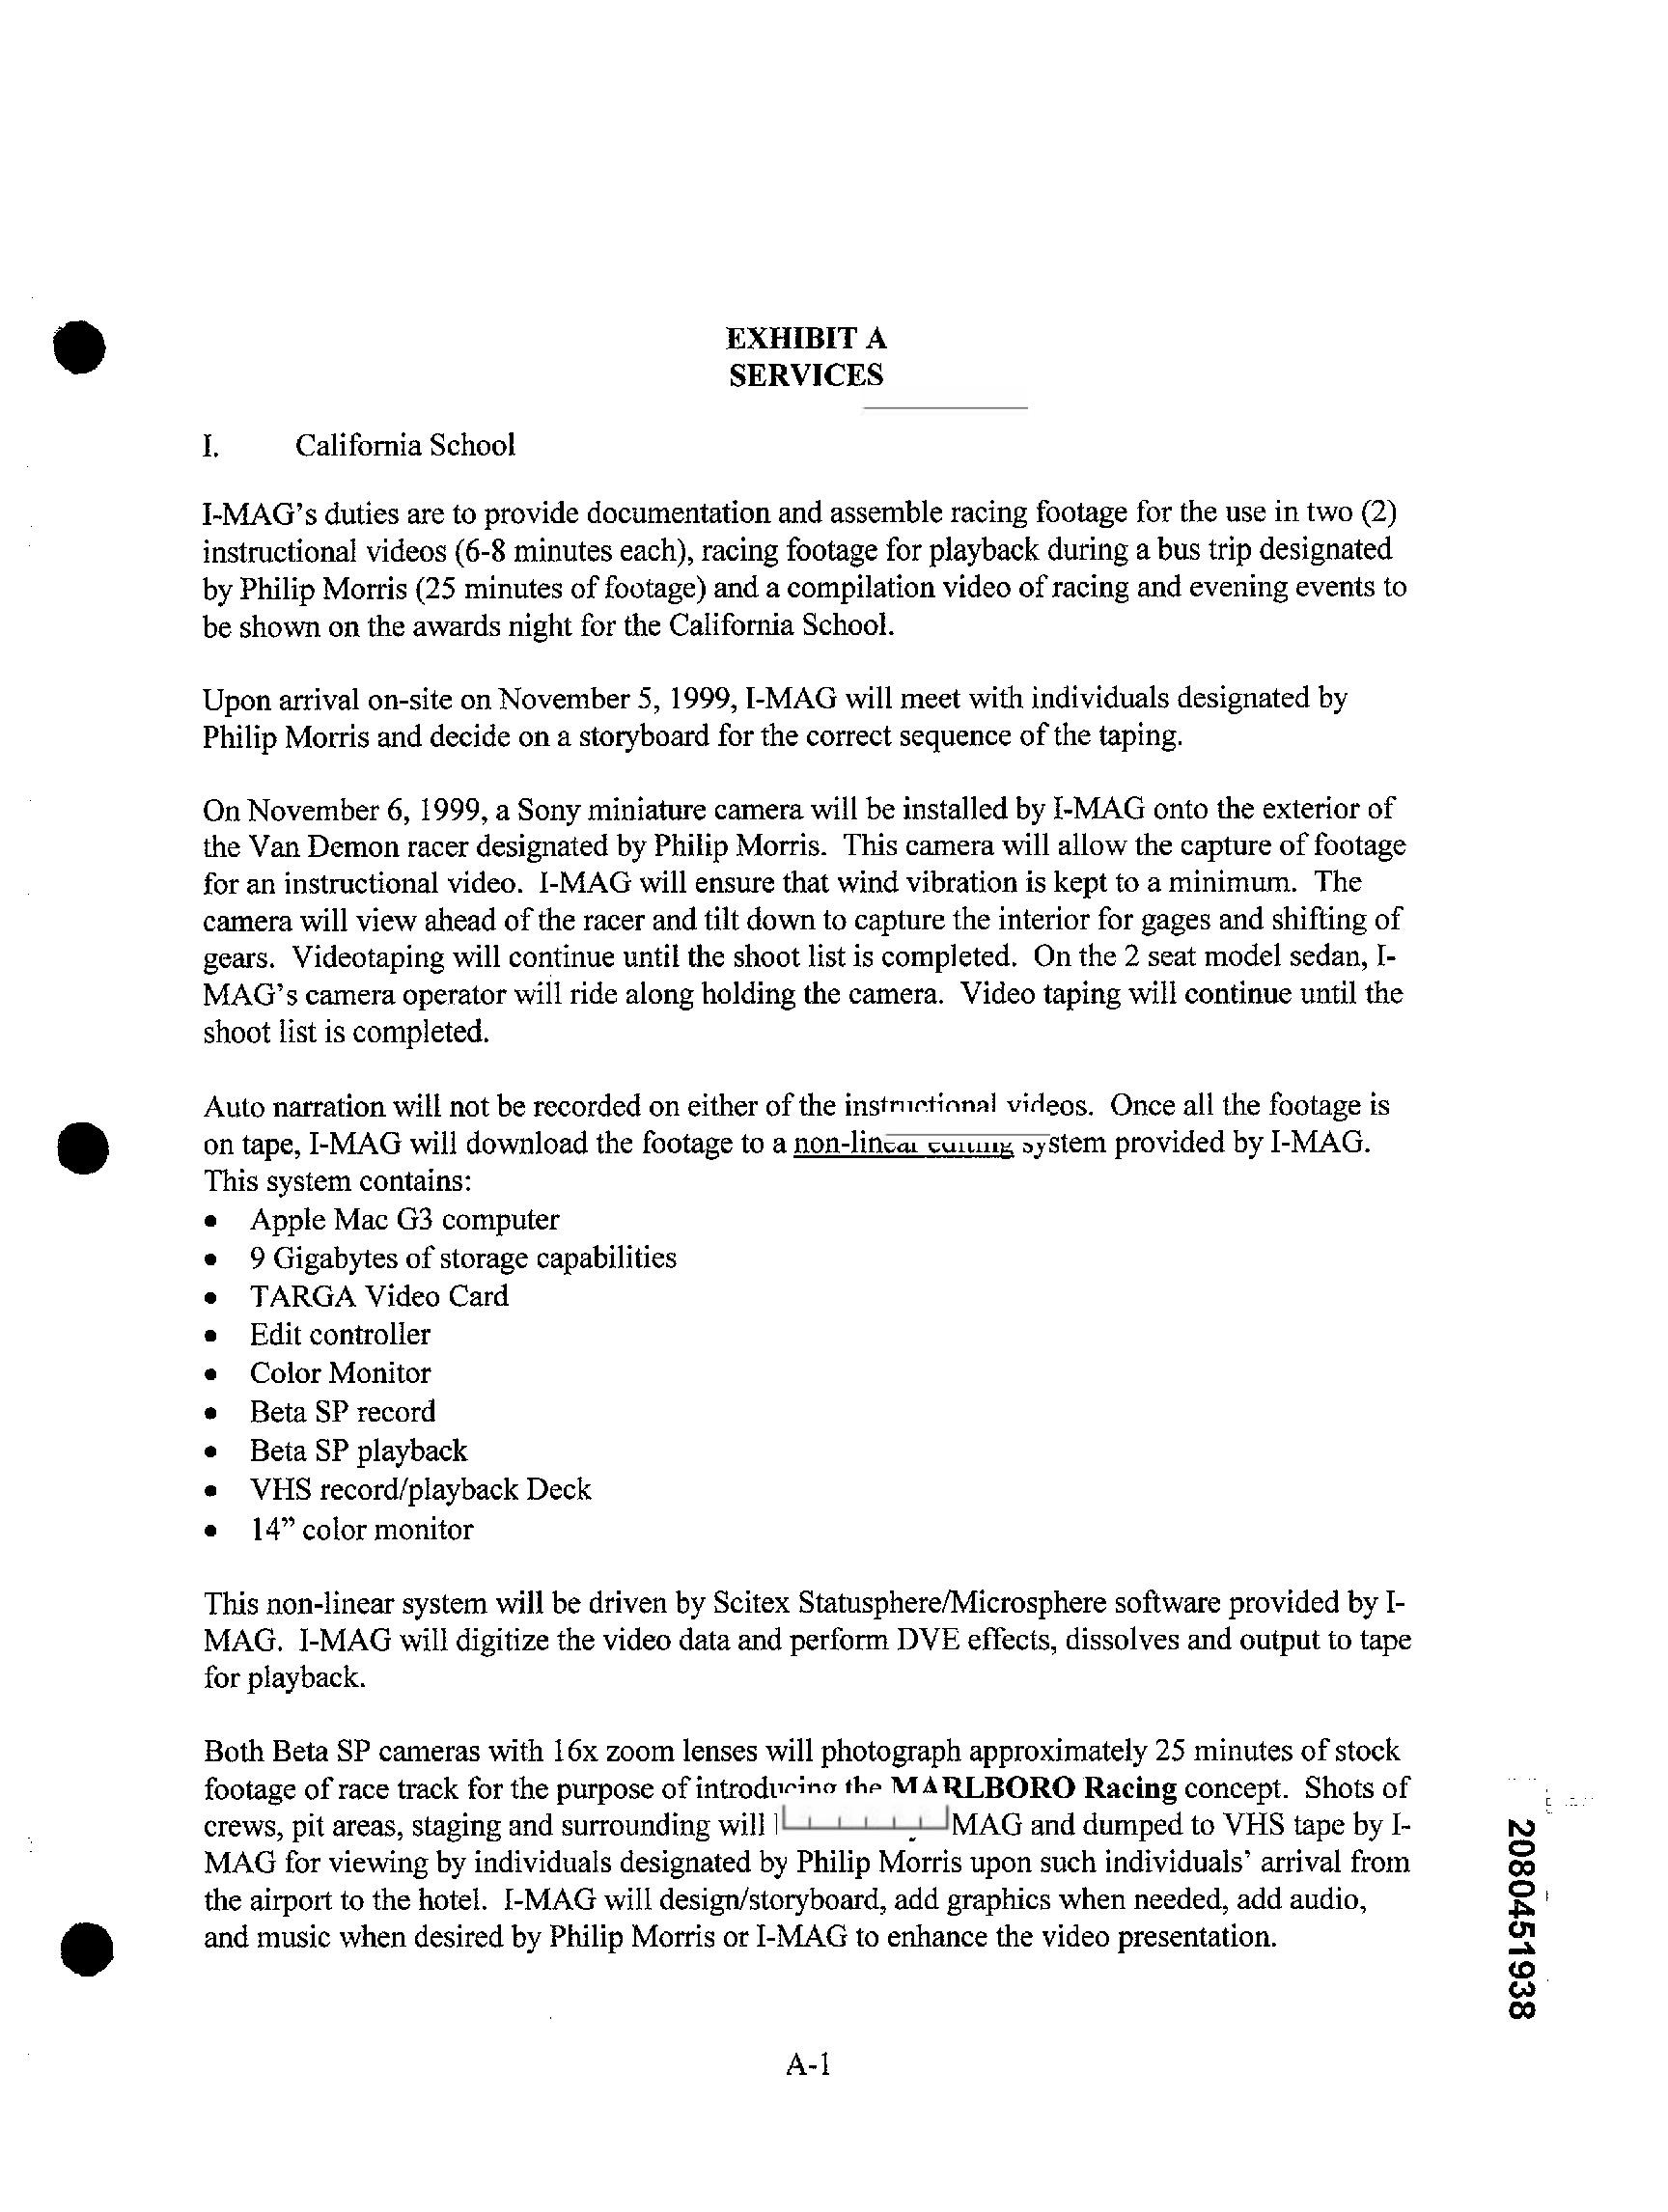 EXHIBIT A
SERVICES
I. California School
I-MAG's duties are to provide documentation and assemble racing footage for the use in two (2)
instructional videos (6-8 minutes each), racing footage for playback during a bus trip designated
by Philip Morris (25 minutes of footage) and a compilation video of racing and evening events to
be shown on the awards night for the California School.
Upon arrival on-site on November 5, 1999, I-MAG will meet with individuals designated by
Philip Morris and decide on a storyboard for the correct sequence of the taping.
On November 6, 1999, a Sony miniature camera will be installed by I-MAG onto the exterior of
the Van Demon racer designated by Philip Morris. This camera will allow the capture of footage
for an instructional video. I-MAG will ensure that wind vibration is kept to a minimum. The
camera will view ahead of the racer and tilt down to capture the interior for gages and shifting of
gears. Videotaping will continue until the shoot list is completed. On the 2 seat model sedan, I-
MAG's camera operator will ride along holding the camera. Video taping will continue until the
shoot list is completed.
Auto narration will not be recorded on either of the instructional videos. Once all the footage is
on tape, I-MAG will download the footage to a non-linear system provided by I-MAG.
This system contains:
• Apple Mac G3 computer
• 9 Gigabytes of storage capabilities
• TARGA Video Card
• Edit controller
• Color Monitor
• Beta SP record
• Beta SP playback
• VHS record/playback Deck
• 14" color monitor
This non-linear system will be driven by Scitex Statusphere/Microsphere software provided by I-
MAG. I-MAG will digitize the video data and perform DVE effects, dissolves and output to tape
for playback.
Both Beta SP cameras with 16x zoom lenses will photograph approximately 25 minutes of stock
footage of race track for the purpose of introducing the MARLBORO Racing concept. Shots of
crews, pit areas, staging and surrounding will MAG and dumped to VHS tape by I-
MAG for viewing by individuals designated by Philip Morris upon such individuals' arrival from
the airport to the hotel. I-MAG will design/storyboard, add graphics when needed, add audio,
and music when desired by Philip Morris or I-MAG to enhance the video presentation.
A-1
2080451938